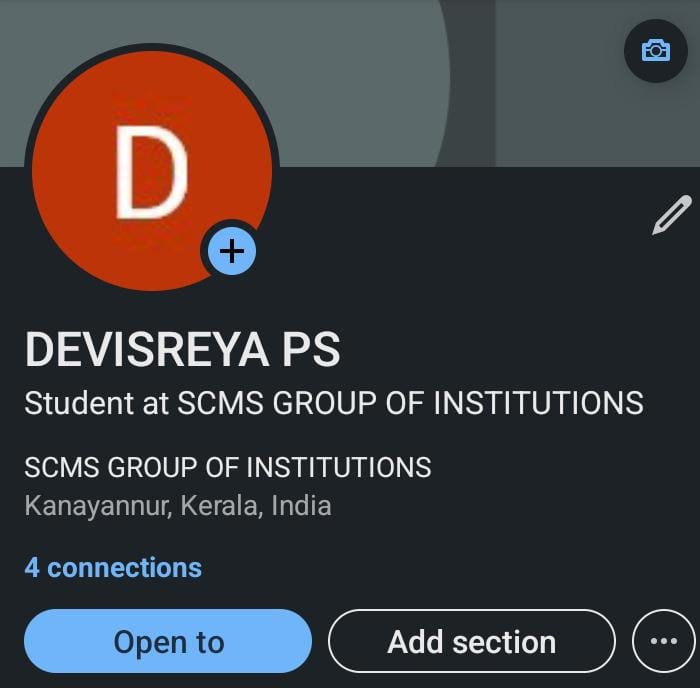 D
DEVISREYA PS
Student at SCMS GROUP OF INSTITUTIONS
SCMS GROUP OF INSTITUTIONS
Kanayannur, Kerala, India
4 connections
Open to
Add section